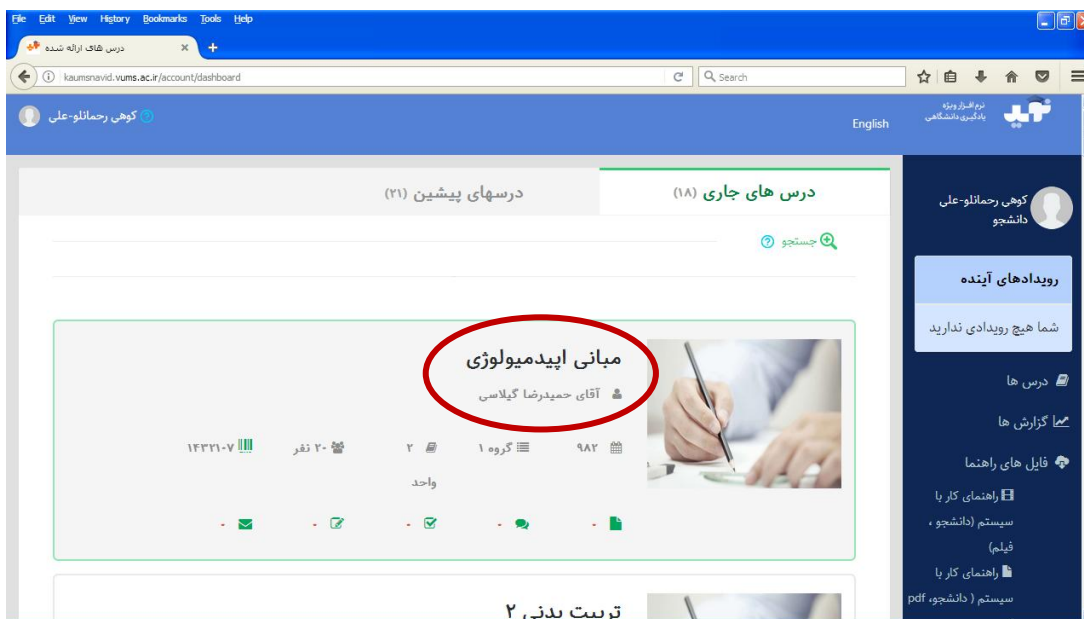 File Edit View History Bookmarks Tools Help
درس های ارائه شده × +
kaumsnavid.vums.ac.ir/account/dashboard
Search
نرم افزار ویژه
یادگیری دانشگاهی
نوید
English
کوهی رحمانلو-علی
کوهی رحمانلو-علی
دانشجو
رویدادهای آینده
شما هیچ رویدادی ندارید
درس ها
گزارش ها
فایل های راهنما
راهنمای کار با
سیستم (دانشجو ،
فیلم)
راهنمای کار با
سیستم ( دانشجو، pdf
درس های جاری (۱۸)
درسهای پیشین (۲۱)
جستجو
مبانی اپیدمیولوژی
آقای حمیدرضا گیلاسی
۹۸۲ گروه ۱ ۲ ۲۰ نفر ۱۴۳۲۱۰۷
واحد
- - - - -
تربیت بدنی ۲